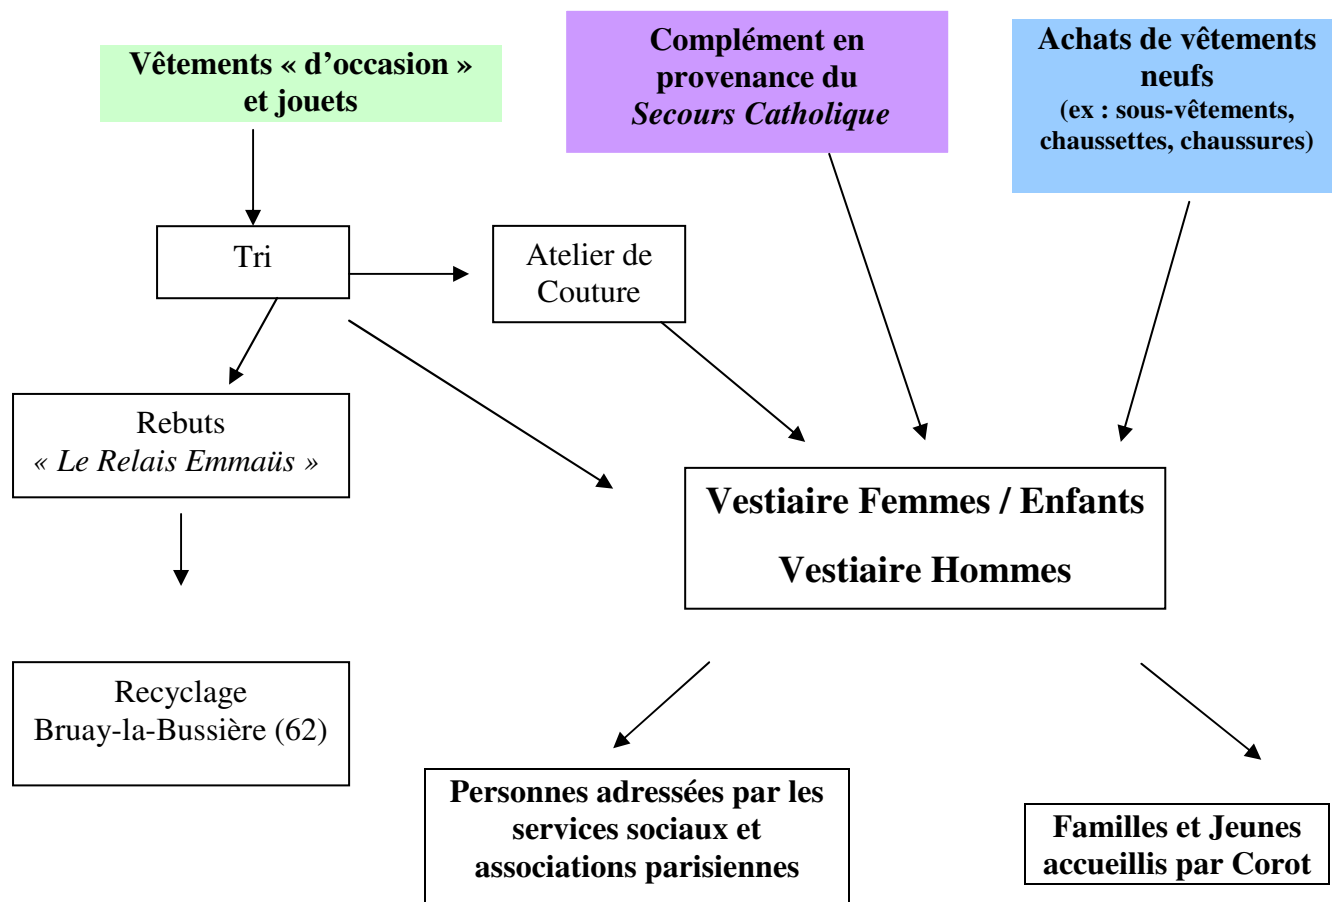 Vêtements « d’occasion »
et jouets
Complément en
provenance du
Secours Catholique
Achats de vêtements
neufs
(ex : sous-vêtements,
chaussettes, chaussures)
Tri
Atelier de
Couture
Rebuts
« Le Relais Emmaüs »
Vestiaire Femmes / Enfants
Vestiaire Hommes
Recyclage
Bruay-la-Bussière (62)
Personnes adressées par les
services sociaux et
associations parisiennes
Familles et Jeunes
accueillis par Corot